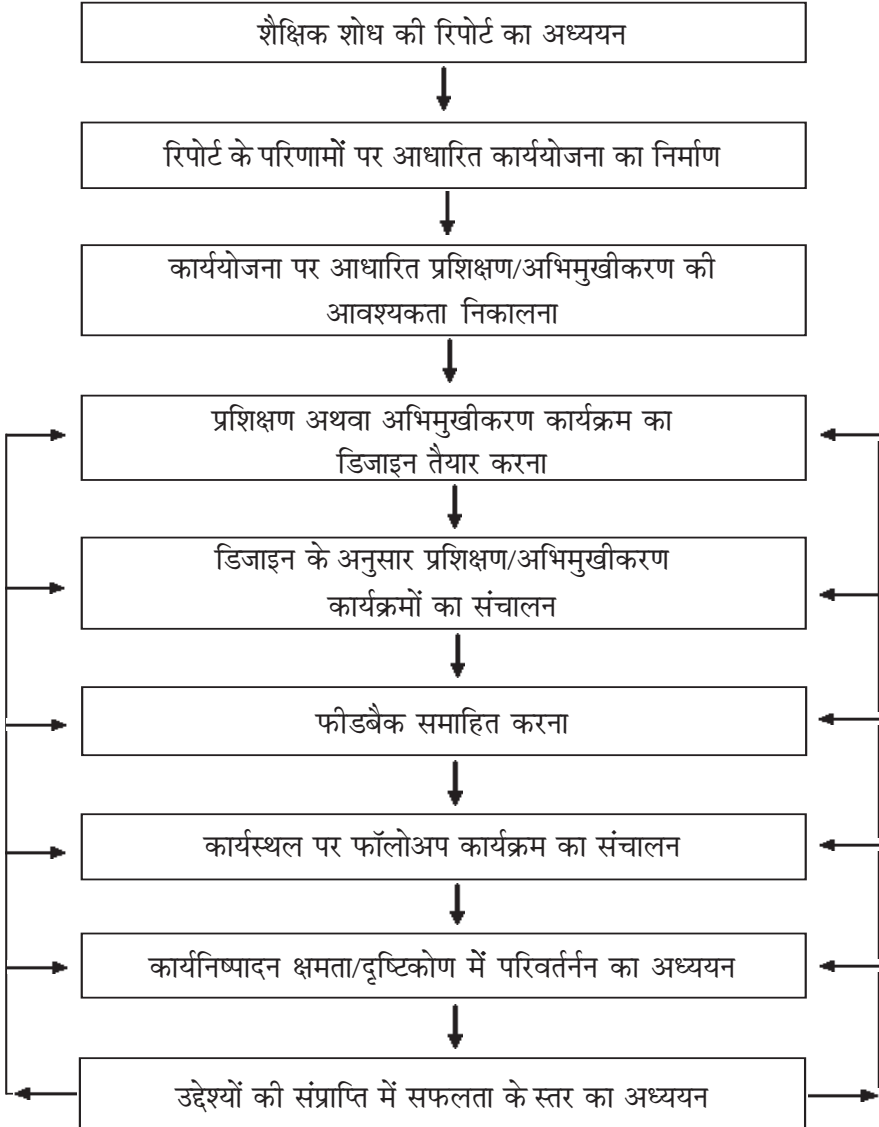 शैक्षिक शोध की रिपोर्ट का अध्ययन
रिपोर्ट के परिणामों पर आधारित कार्ययोजना का निर्माण
कार्ययोजना पर आधारित प्रशिक्षण/अभिमुखीकरण की
आवश्यकता निकालना
प्रशिक्षण अथवा अभिमुखीकरण कार्यक्रम का
डिजाइन तैयार करना
डिजाइन के अनुसार प्रशिक्षण/अभिमुखीकरण
कार्यक्रमों का संचालन
फीडबैक समाहित करना
कार्यस्थल पर फॉलोअप कार्यक्रम का संचालन
कार्यनिष्पादन क्षमता/दृष्टिकोण में परिवर्तर्नन का अध्ययन
उद्देश्यों की संप्राप्ति में सफलता के स्तर का अध्ययन